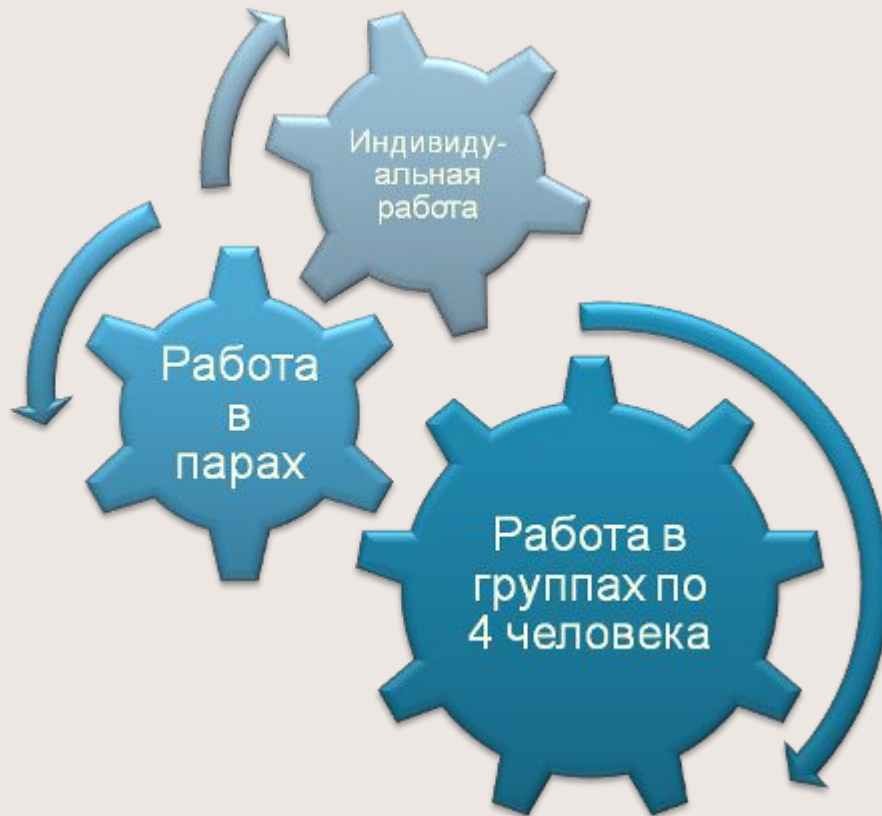 Индивиду-
альная
работа
Работа
в
парах
Работа в
группах по
4 человека